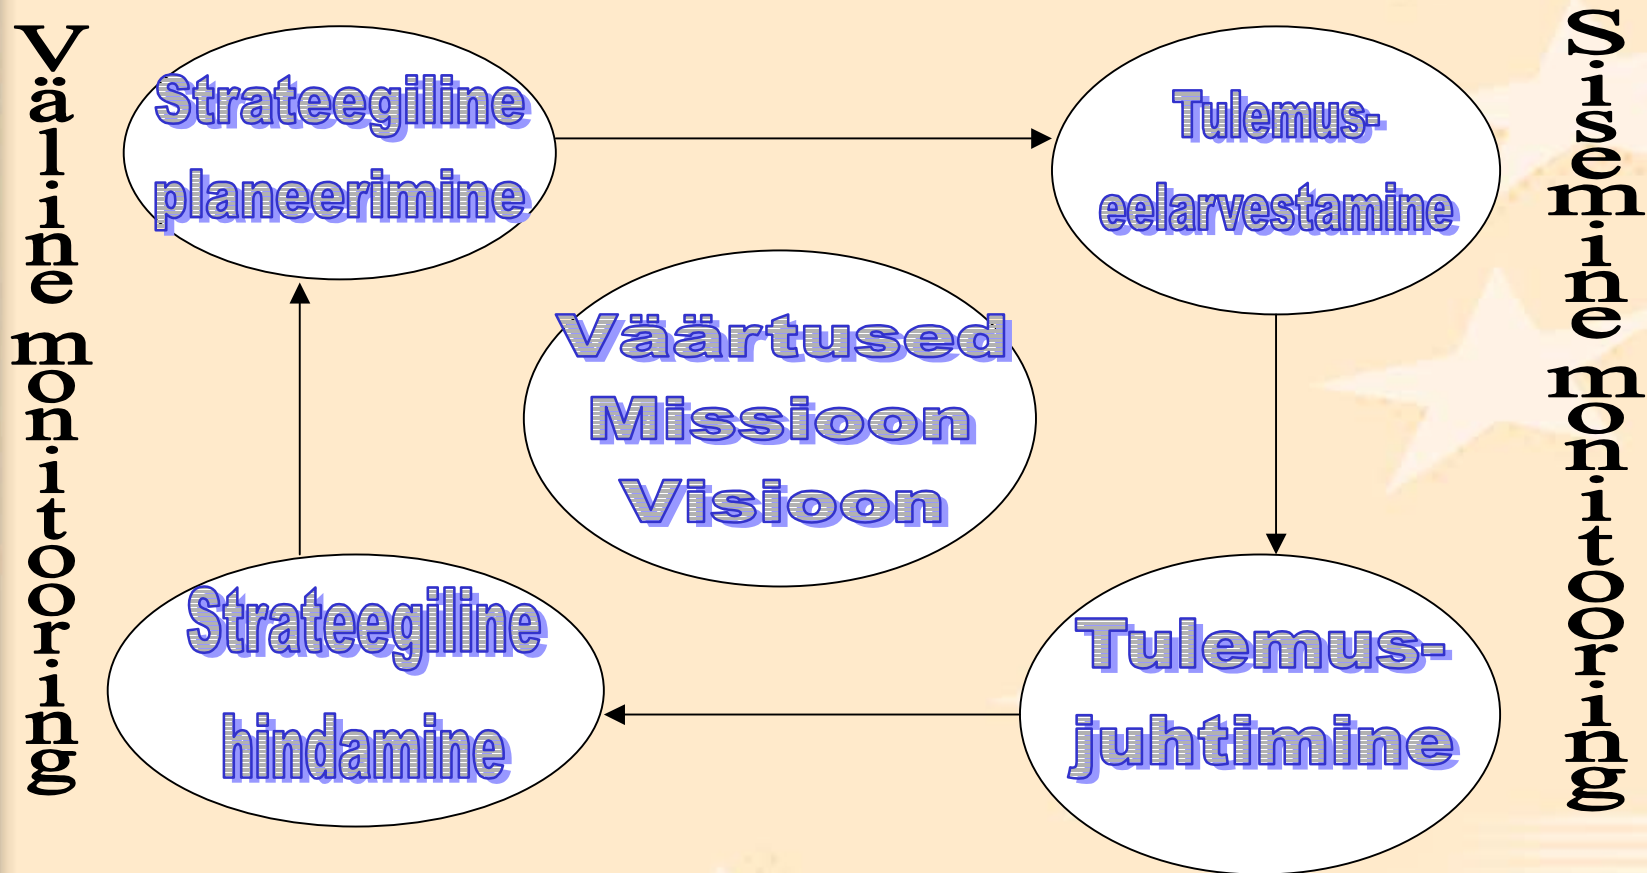 Väline monitooring
Strateegiline
planeerimine
Tulemus-
eelarvestamine
Väärtused
Missioon
Visioon
Strateegiline
hindamine
Tulemus-
juhtimine
Sisemine monitooring